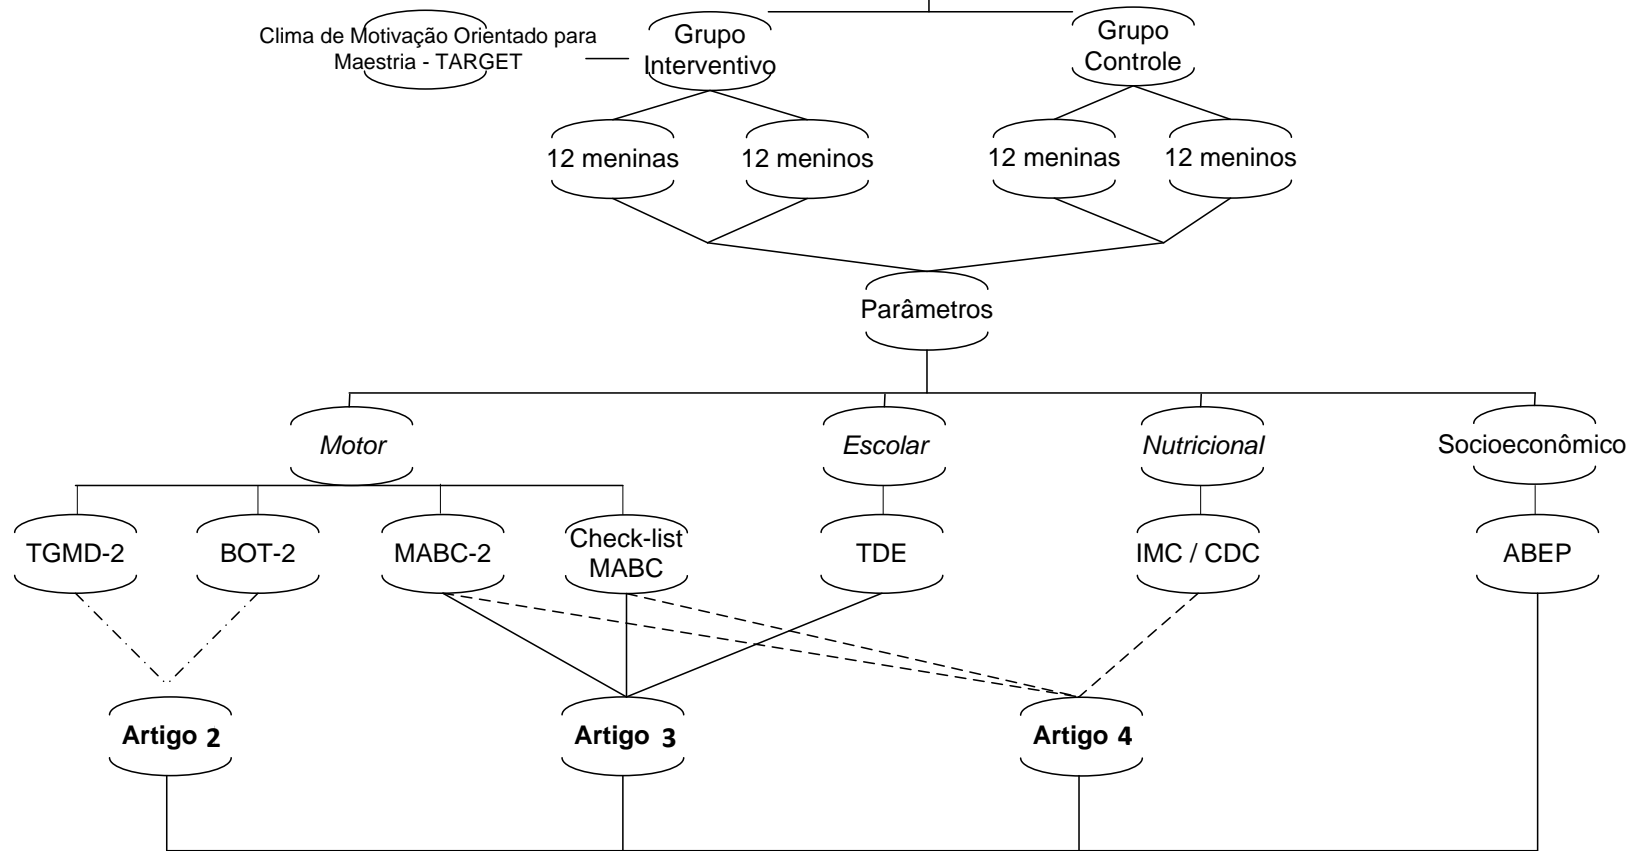 Clima de Motivação Orientado para
Maestria - TARGET
Grupo
Interventivo
Grupo
Controle
12 meninas
12 meninos
12 meninas
12 meninos
Parâmetros
Motor
Escolar
Nutricional
Socioeconômico
TGMD-2
BOT-2
MABC-2
Check-list
MABC
TDE
IMC / CDC
ABEP
Artigo 2
Artigo 3
Artigo 4